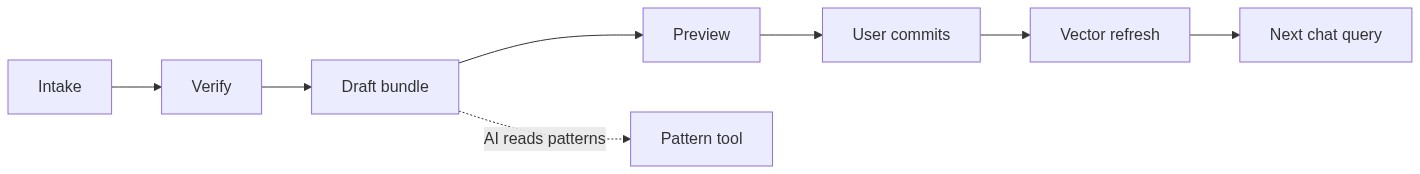 Intake
Verify
Draft bundle
Preview
User commits
Vector refresh
Next chat query
AI reads patterns
Pattern tool